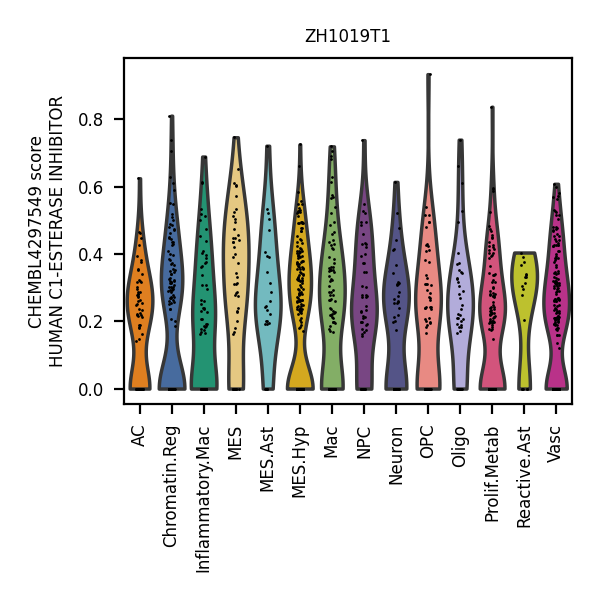 ZH1019T1
CHEMBL4297549 score
HUMAN C1-ESTERASE INHIBITOR
0.8
0.6
0.4
0.2
0.0
AC
Chromatin.Reg
Inflammatory.Mac
MES
MES.Ast
MES.Hyp
Mac
NPC
Neuron
OPC
Oligo
Prolif.Metab
Reactive.Ast
Vasc